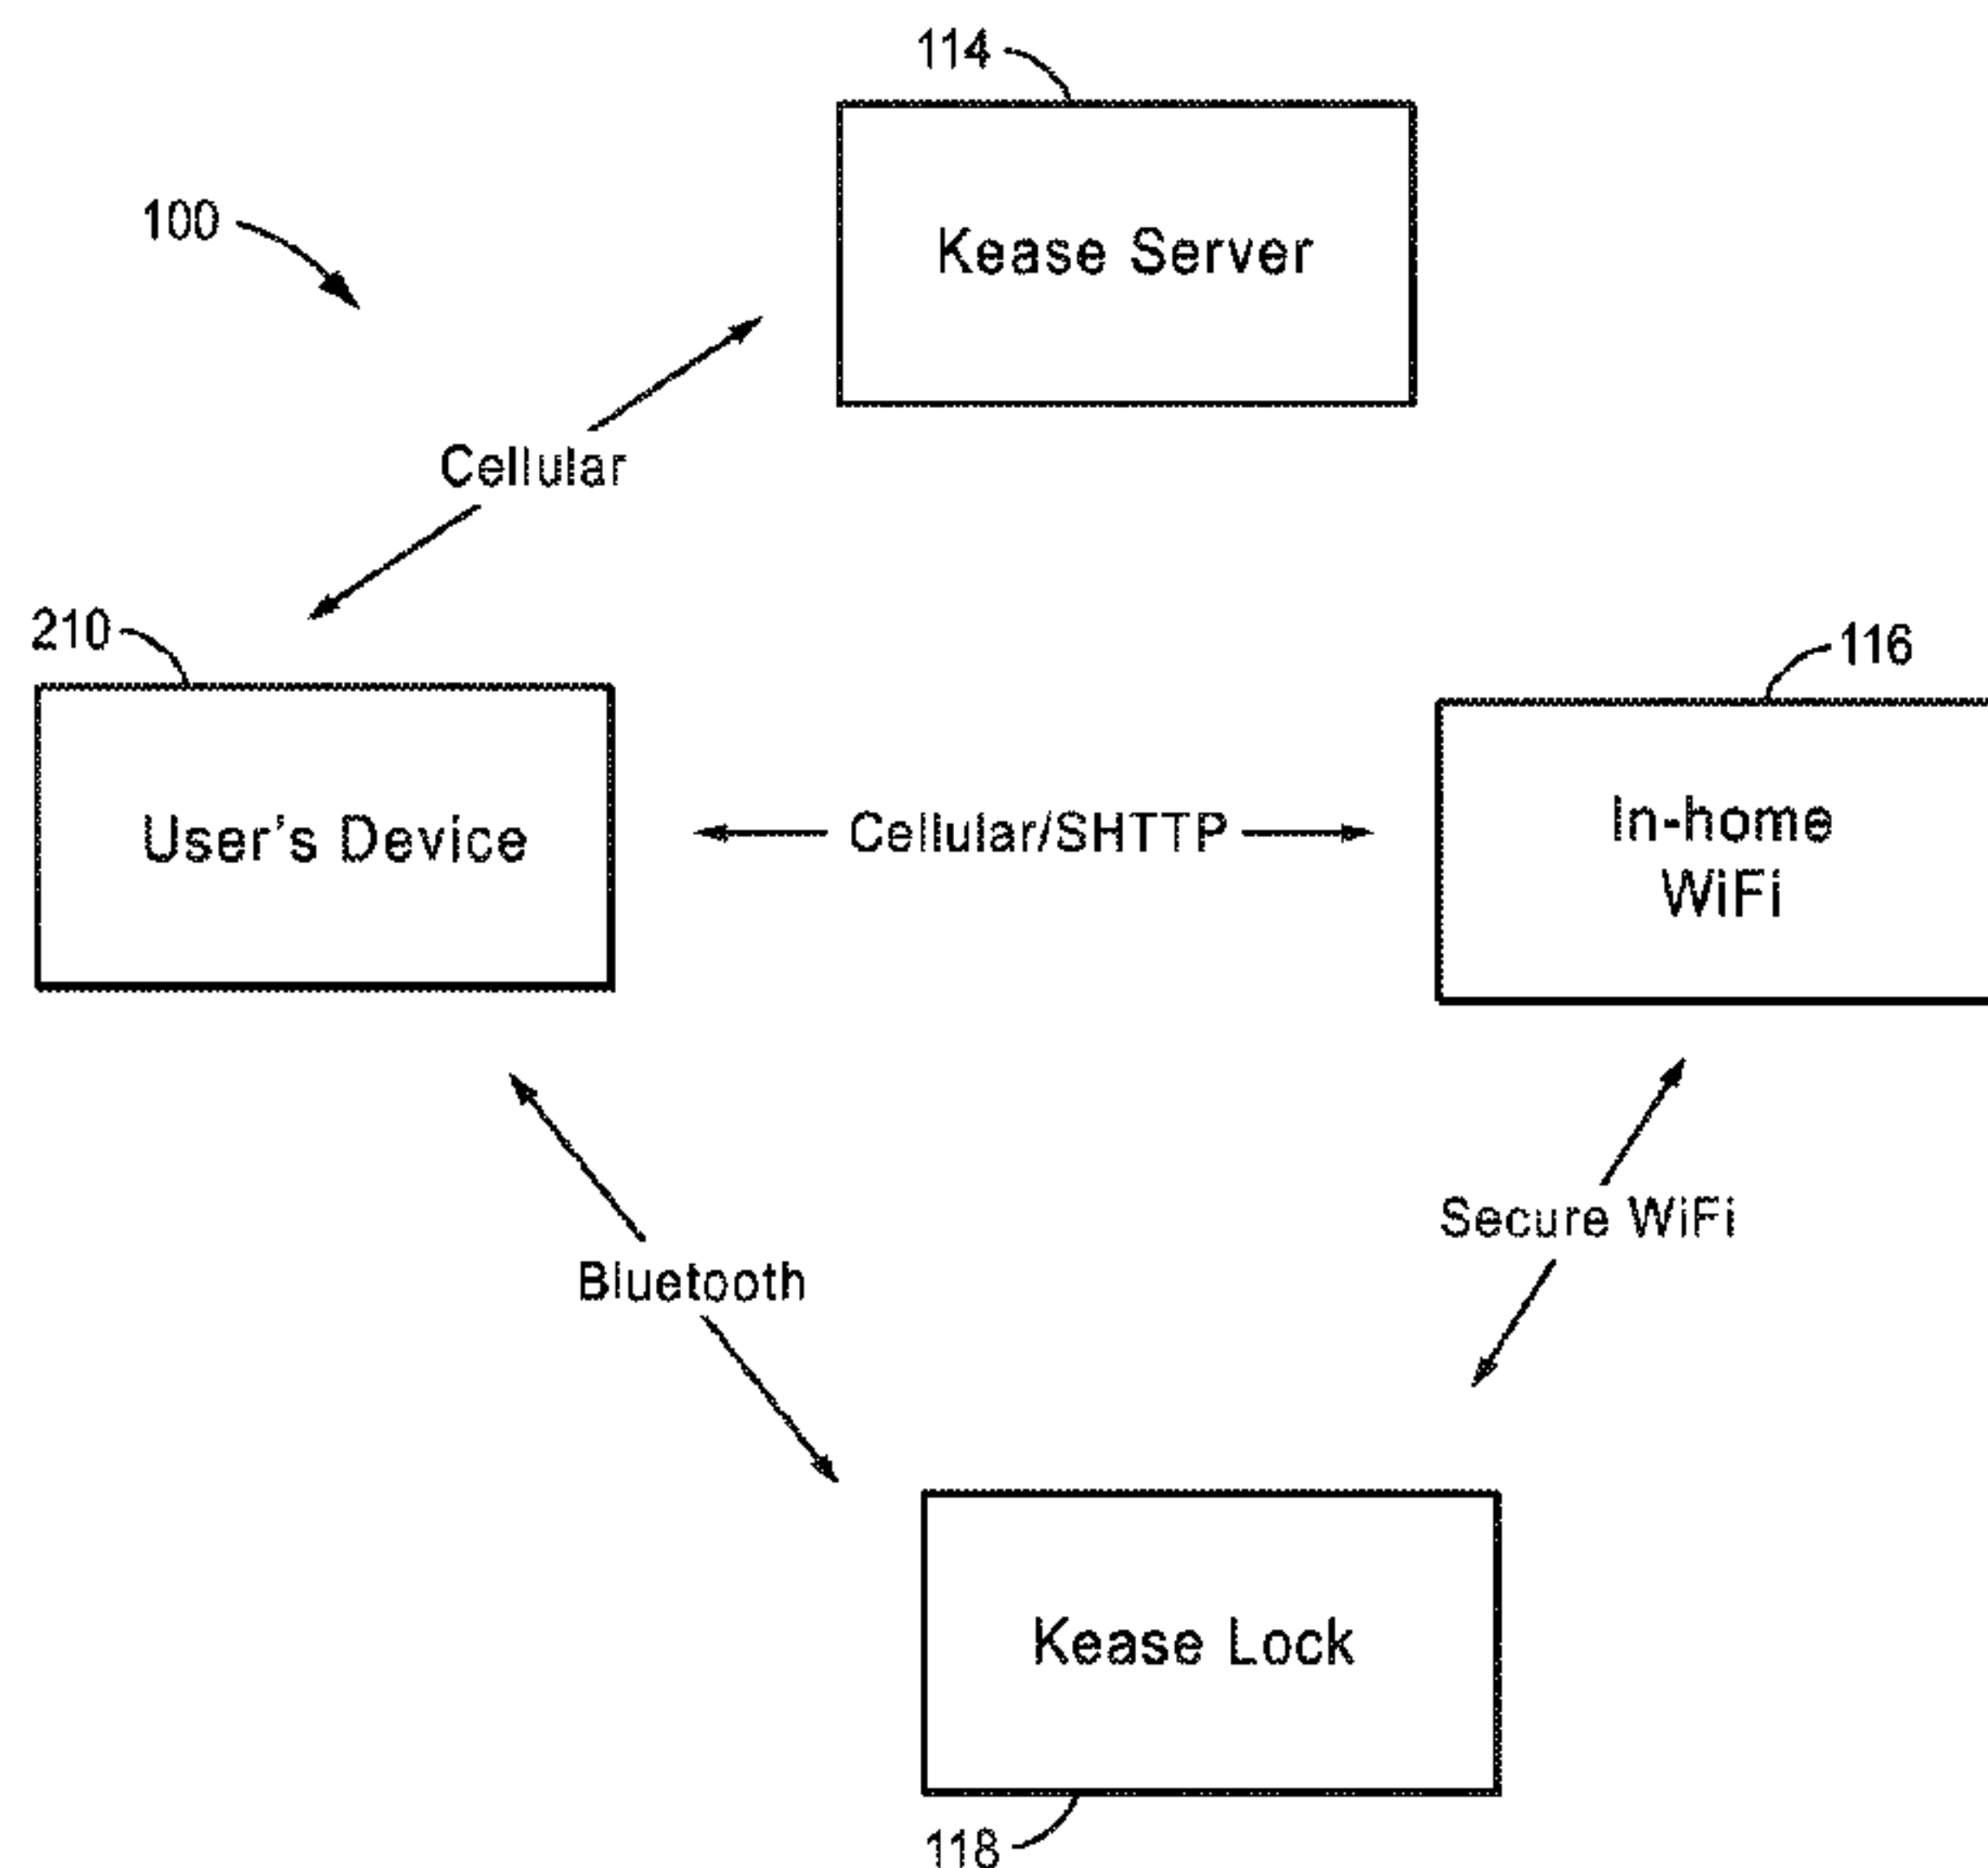 114
Kease Server
100
Cellular
210
116
User's Device
Cellular/SHTTP
In-home
WiFi
Secure WiFi
Bluetooth
Kease Lock
118